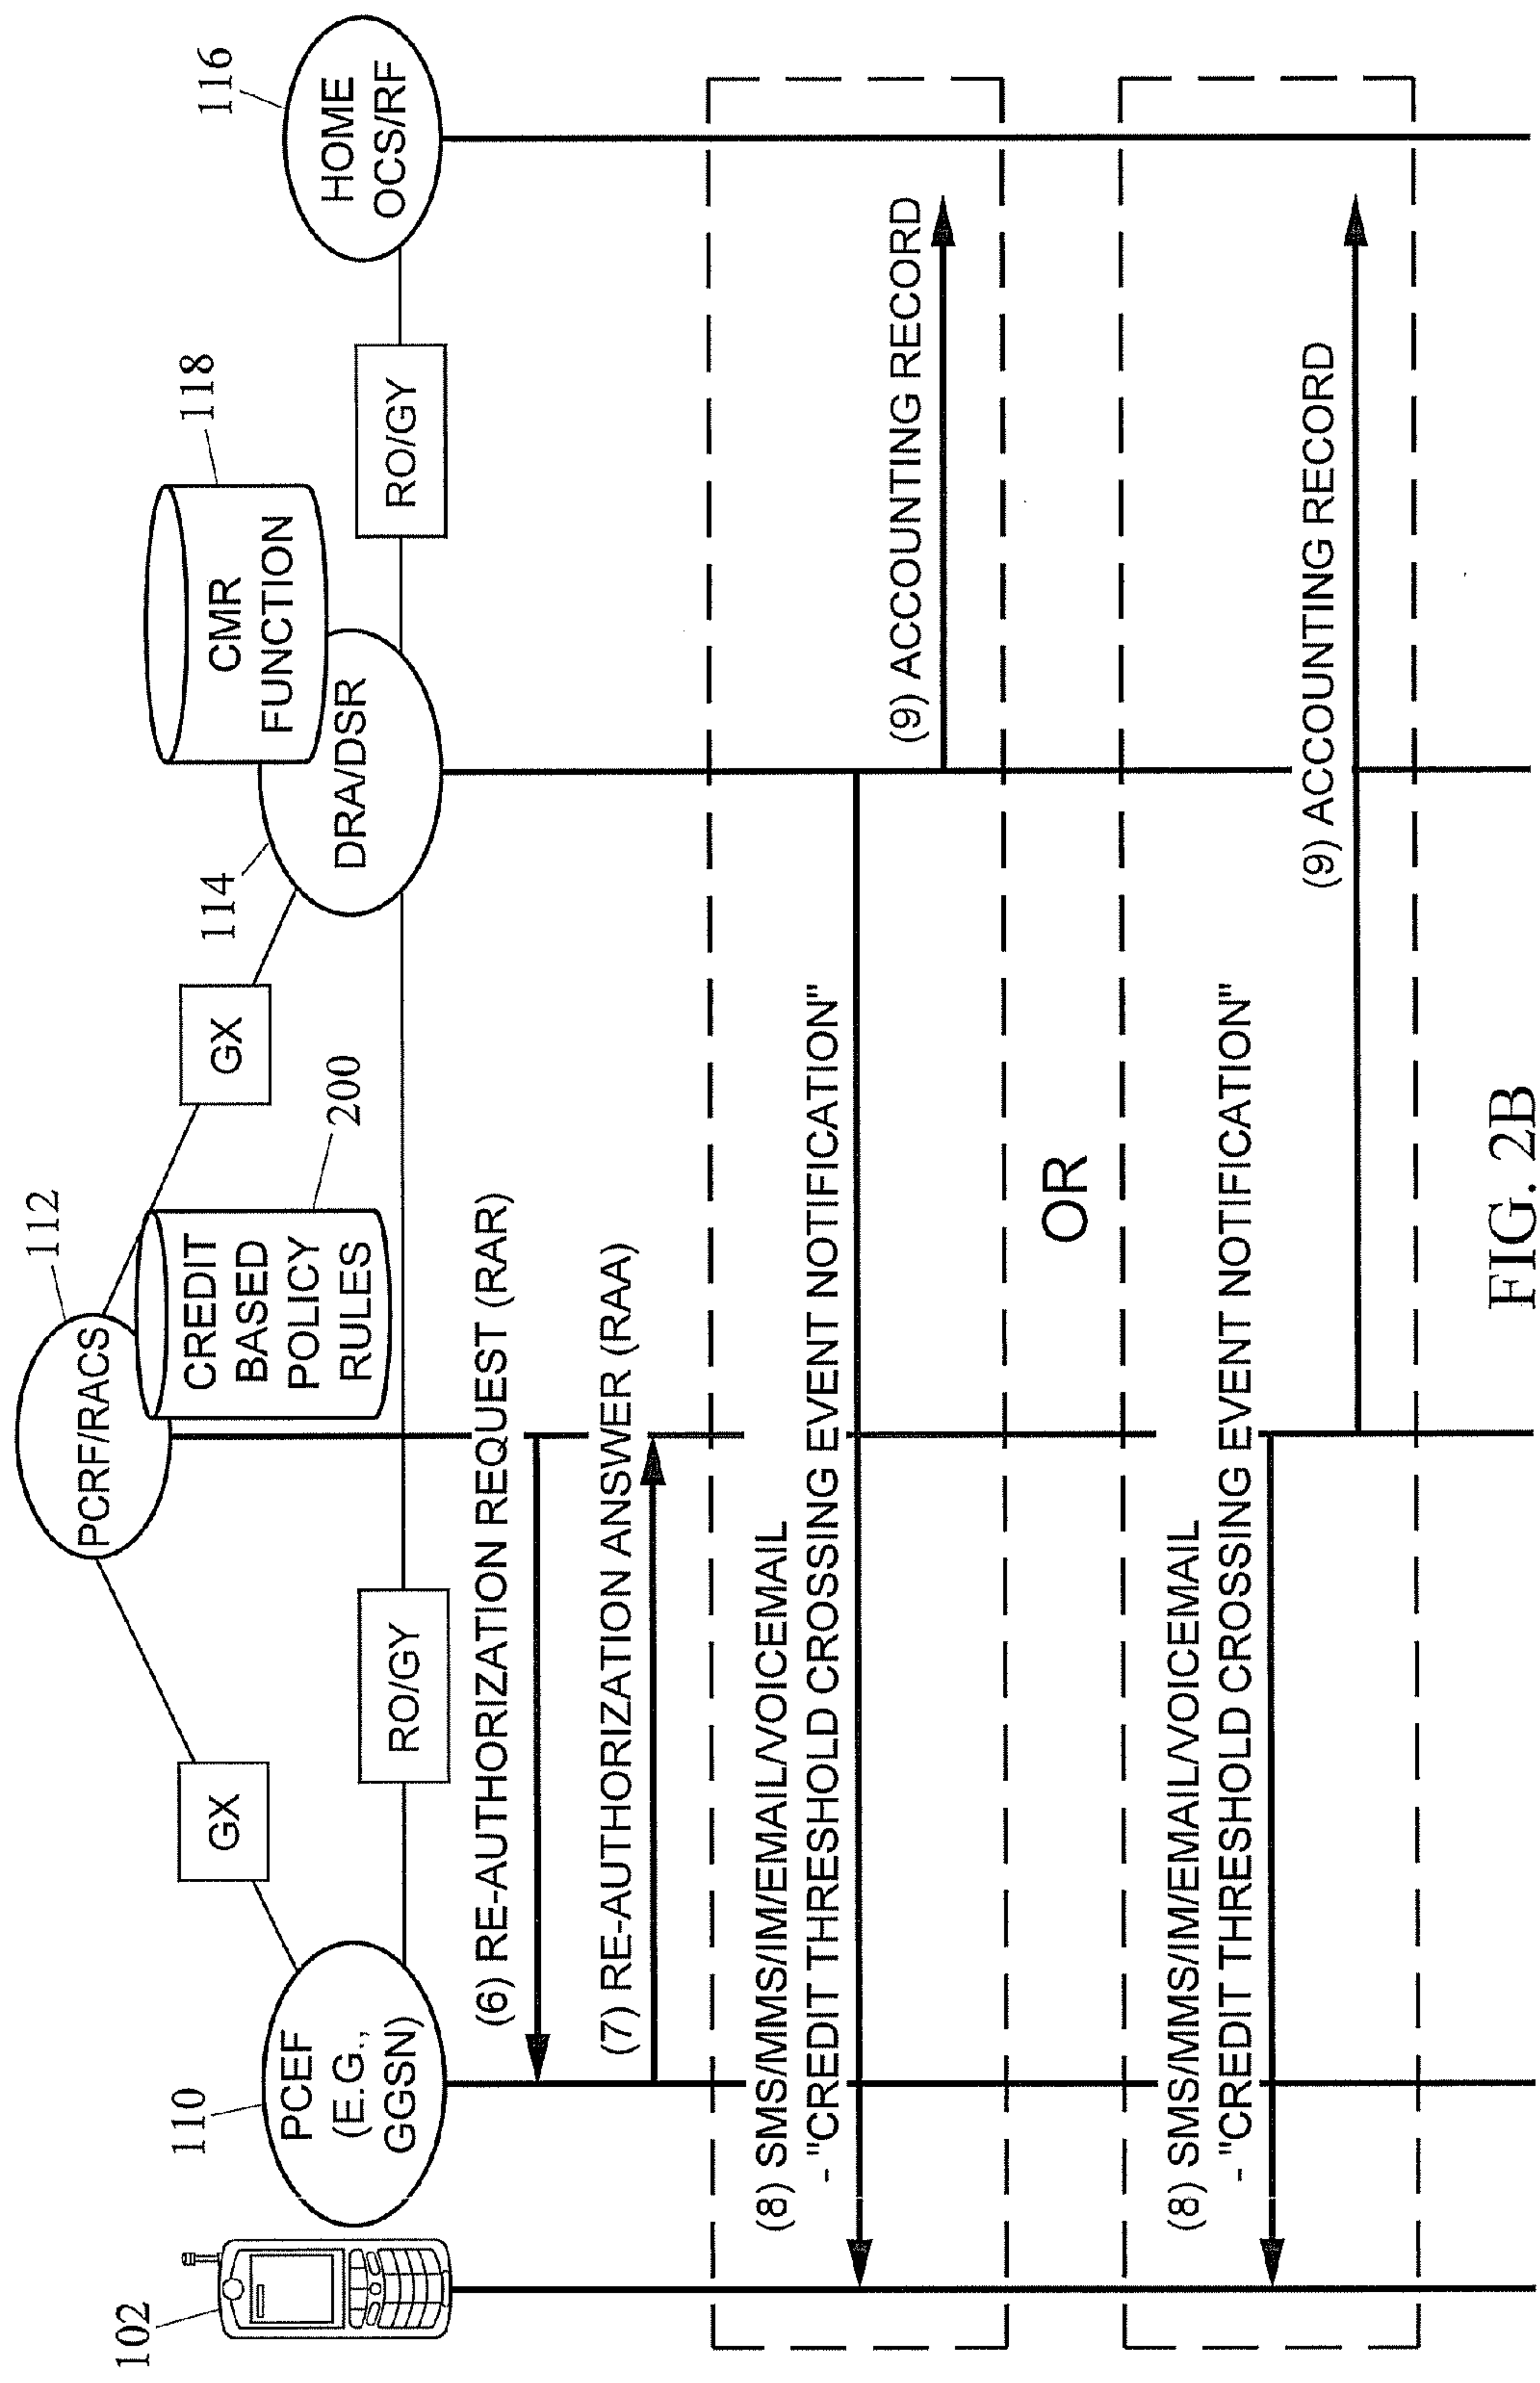 102
110
PCEF
(E.G.,
GGSN)
GX
RO/GY
112
PCRF/RACS
CREDIT
BASED
POLICY
RULES
200
GX
114
DRA/DSR
118
CMR
FUNCTION
RO/GY
116
HOME
OCS/RF
(6) RE-AUTHORIZATION REQUEST (RAR)
(7) RE-AUTHORIZATION ANSWER (RAA)
(8) SMS/MMS/IM/EMAIL/VOICEMAIL
- "CREDIT THRESHOLD CROSSING EVENT NOTIFICATION"
(9) ACCOUNTING RECORD
OR
(8) SMS/MMS/IM/EMAIL/VOICEMAIL
- "CREDIT THRESHOLD CROSSING EVENT NOTIFICATION"
(9) ACCOUNTING RECORD
FIG. 2B